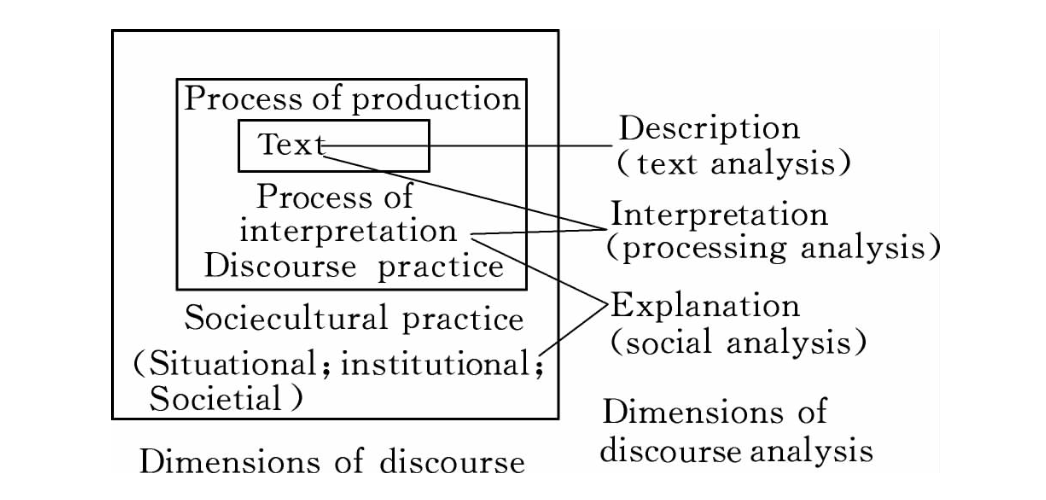 Process of production
Text
Process of
interpretation
Discourse practice
Sociecultural practice
(Situational; institutional;
Societial)
Dimensions of discourse
Description
(text analysis)
Interpretation
(processing analysis)
Explanation
(social analysis)
Dimensions of
discourse analysis